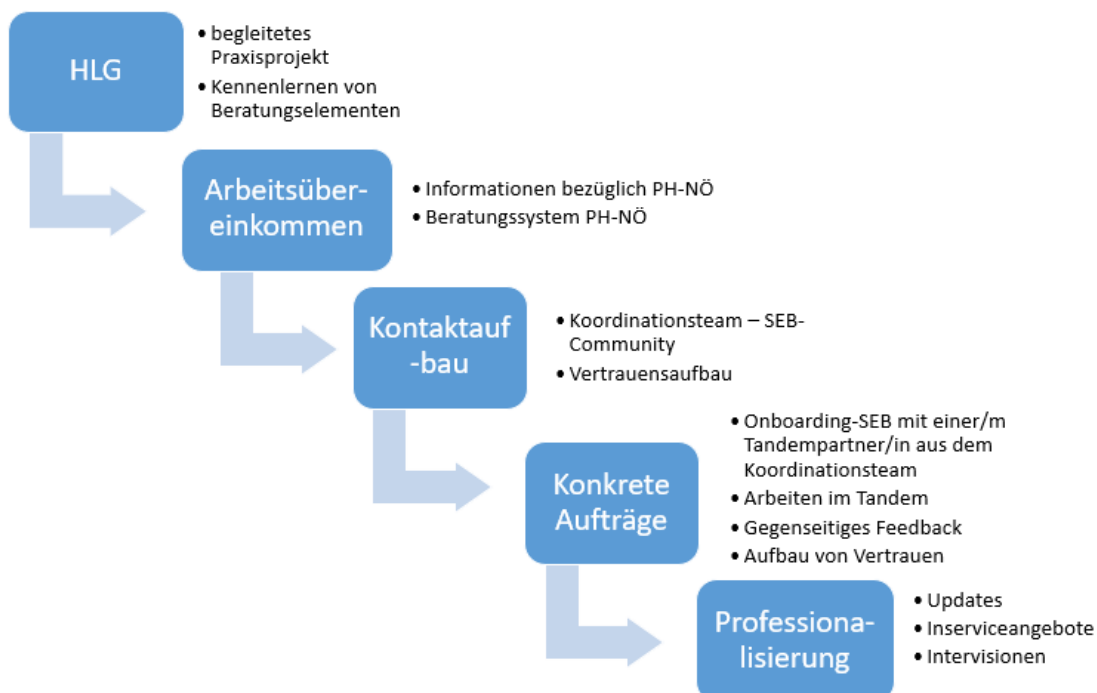 HLG
• begleitetes
Praxisprojekt
• Kennenlernen von
Beratungselementen
Arbeitsüber-
einkommen
• Informationen bezüglich PH-NÖ
• Beratungssystem PH-NÖ
Kontaktauf
-bau
• Koordinationsteam – SEB-
Community
• Vertrauensaufbau
Konkrete
Aufträge
• Onboarding-SEB mit einer/m
Tandempartner/in aus dem
Koordinationsteam
• Arbeiten im Tandem
• Gegenseitiges Feedback
• Aufbau von Vertrauen
Professiona-
lisierung
• Updates
• Inserviceangebote
• Intervisionen